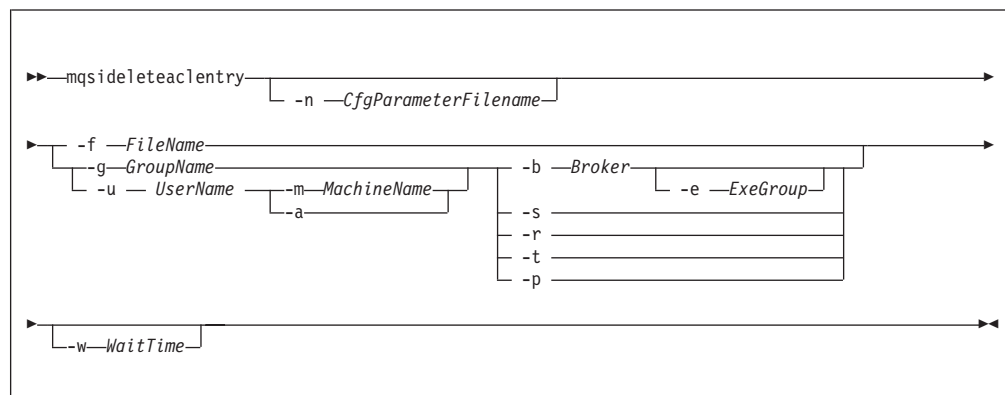 mqsideleteaclentry
-n CfgParameterFilename
-f FileName
-g GroupName -b Broker
-u UserName -m MachineName -e ExeGroup
-a -s
-r
-t
-p
-w WaitTime